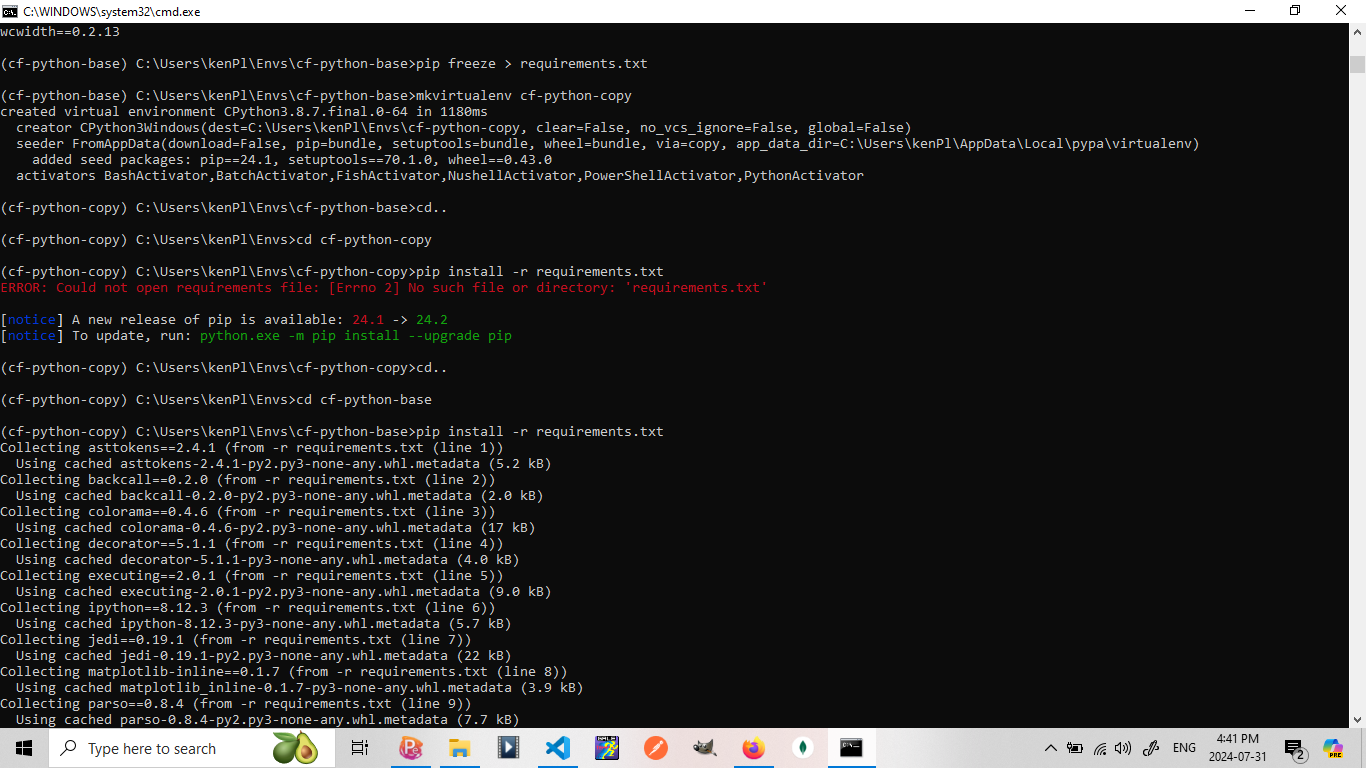 C:\WINDOWS\system32\cmd.exe
wcwidth==0.2.13
(cf-python-base) C:\Users\kenPl\Envs\cf-python-base>pip freeze > requirements.txt
(cf-python-base) C:\Users\kenPl\Envs\cf-python-base>mkvirtualenv cf-python-copy
created virtual environment CPython3.8.7.final.0-64 in 1180ms
  creator CPython3Windows(dest=C:\Users\kenPl\Envs\cf-python-copy, clear=False, no_vcs_ignore=False, global=False)
  seeder FromAppData(download=False, pip=bundle, setuptools=bundle, wheel=bundle, via=copy, app_data_dir=C:\Users\kenPl\AppData\Local\pypa\virtualenv)
    added seed packages: pip==24.1, setuptools==70.1.0, wheel==0.43.0
  activators BashActivator,BatchActivator,FishActivator,NushellActivator,PowerShellActivator,PythonActivator
(cf-python-copy) C:\Users\kenPl\Envs\cf-python-base>cd..
(cf-python-copy) C:\Users\kenPl\Envs>cd cf-python-copy
(cf-python-copy) C:\Users\kenPl\Envs\cf-python-copy>pip install -r requirements.txt
ERROR: Could not open requirements file: [Errno 2] No such file or directory: 'requirements.txt'
[notice] A new release of pip is available: 24.1 -> 24.2
[notice] To update, run: python.exe -m pip install --upgrade pip
(cf-python-copy) C:\Users\kenPl\Envs\cf-python-copy>cd..
(cf-python-copy) C:\Users\kenPl\Envs>cd cf-python-base
(cf-python-copy) C:\Users\kenPl\Envs\cf-python-base>pip install -r requirements.txt
Collecting asttokens==2.4.1 (from -r requirements.txt (line 1))
  Using cached asttokens-2.4.1-py2.py3-none-any.whl.metadata (5.2 kB)
Collecting backcall==0.2.0 (from -r requirements.txt (line 2))
  Using cached backcall-0.2.0-py2.py3-none-any.whl.metadata (2.0 kB)
Collecting colorama==0.4.6 (from -r requirements.txt (line 3))
  Using cached colorama-0.4.6-py2.py3-none-any.whl.metadata (17 kB)
Collecting decorator==5.1.1 (from -r requirements.txt (line 4))
  Using cached decorator-5.1.1-py3-none-any.whl.metadata (4.0 kB)
Collecting executing==2.0.1 (from -r requirements.txt (line 5))
  Using cached executing-2.0.1-py2.py3-none-any.whl.metadata (9.0 kB)
Collecting ipython==8.12.3 (from -r requirements.txt (line 6))
  Using cached ipython-8.12.3-py3-none-any.whl.metadata (5.7 kB)
Collecting jedi==0.19.1 (from -r requirements.txt (line 7))
  Using cached jedi-0.19.1-py2.py3-none-any.whl.metadata (22 kB)
Collecting matplotlib-inline==0.1.7 (from -r requirements.txt (line 8))
  Using cached matplotlib_inline-0.1.7-py3-none-any.whl.metadata (3.9 kB)
Collecting parso==0.8.4 (from -r requirements.txt (line 9))
  Using cached parso-0.8.4-py2.py3-none-any.whl.metadata (7.7 kB)
Type here to search
ENG
4:41 PM
2024-07-31
2
PRE